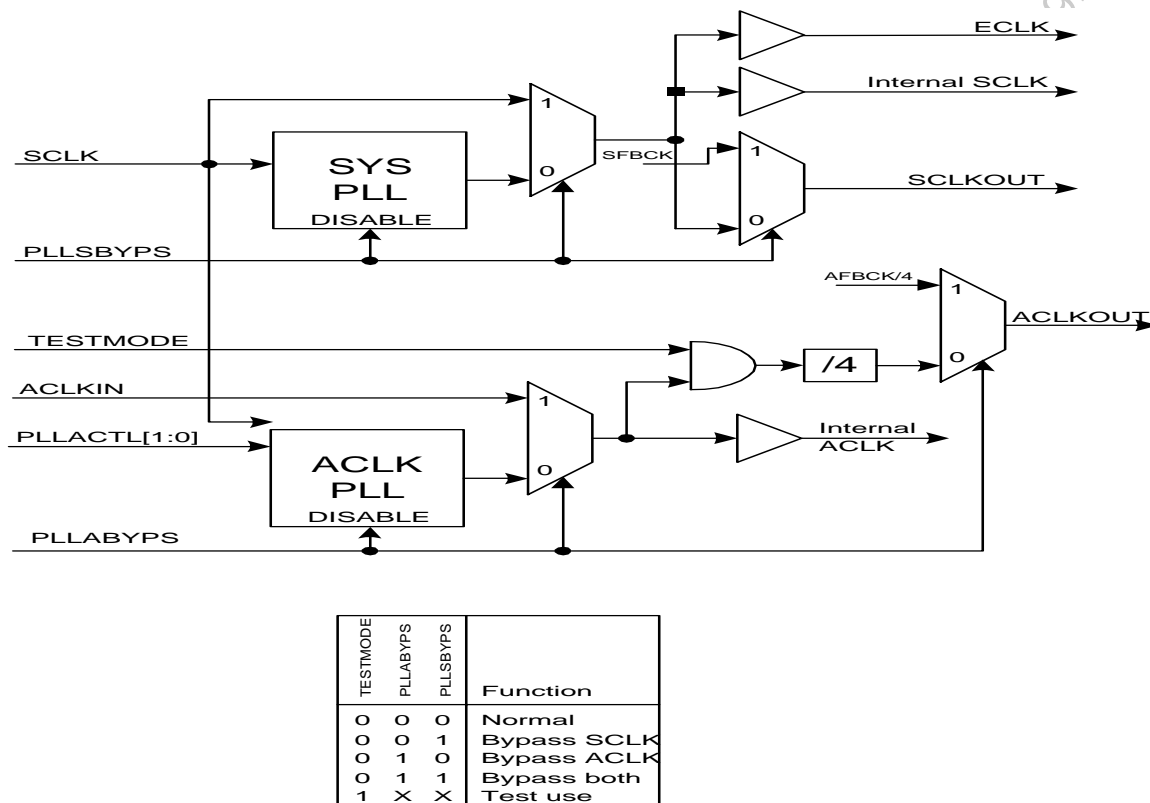 ECLK
Internal SCLK
1
SCLK
SYS
PLL
DISABLE
0
SFBCK
1
0
SCLKOUT
PLLSBYPS
AFBCK/4
1
0
ACLKOUT
TESTMODE
/4
ACLKIN
1
0
PLLACTL[1:0]
Internal
ACLK
ACLK
PLL
DISABLE
PLLABYPS
TESTMODE PLLABYPS PLLSBYPS Function
0 0 0 Normal
0 0 1 Bypass SCLK
0 1 0 Bypass ACLK
0 1 1 Bypass both
1 X X Test use